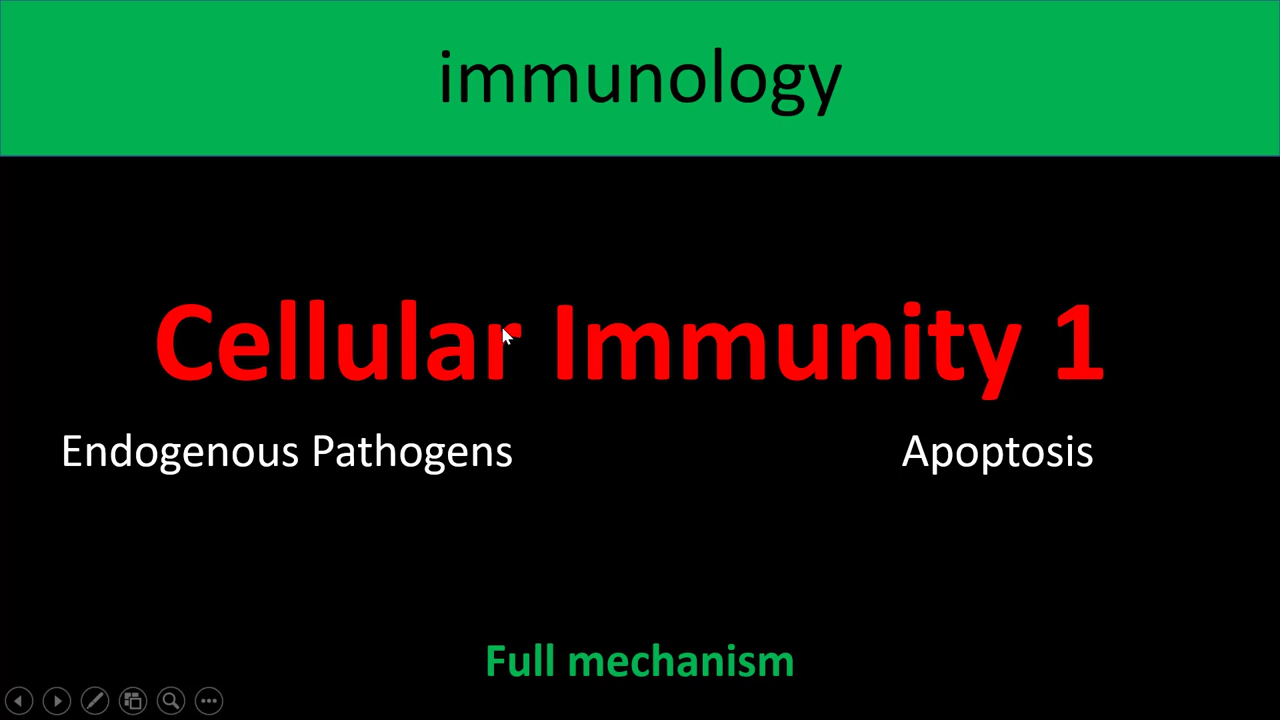 immunology
Cellular Immunity 1
Endogenous Pathogens
Apoptosis
Full mechanism